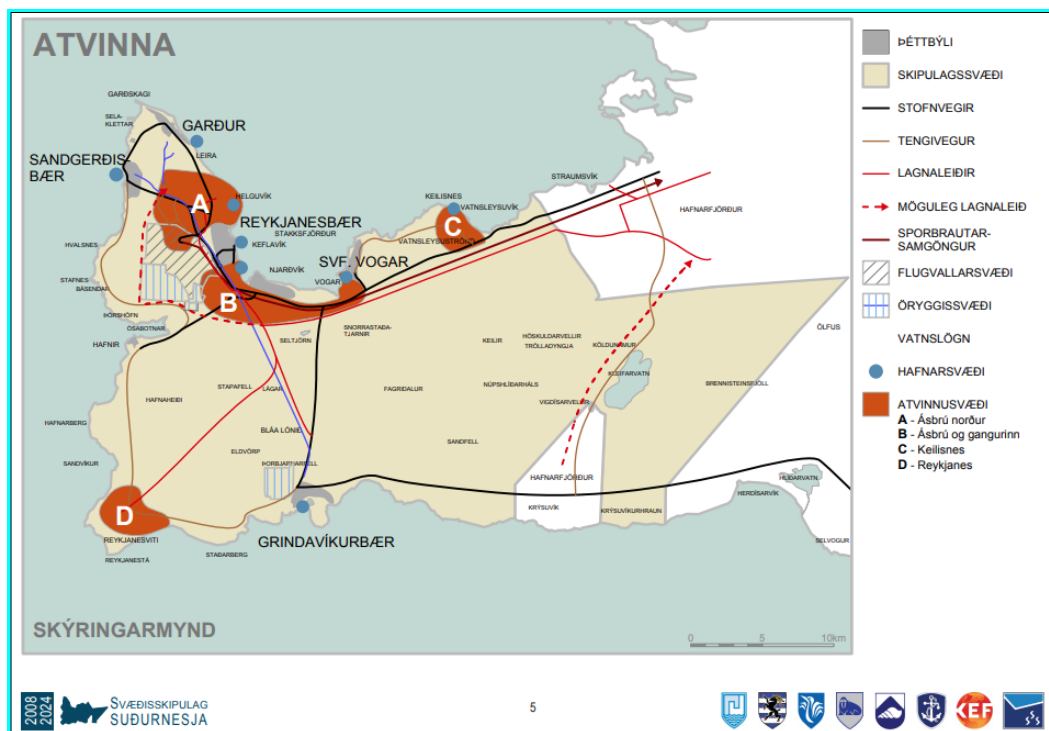 ATVINNA
GARÐSKAGI
SELA-
KLETTAR
GARÐUR
LEIRA
SANDGERÐIS-
BÆR
A
HELGUVÍK
REYKJANESBÆR
STAKKSFJÖRÐUR
KEFLAVÍK
HVALSNES
NJARÐVÍK
STAFNES
BÁSENDAR
B
ÞÓRSHÖFN
ÓSABOTNAR
HAFNIR
SVF. VOGAR
VOGAR
KEILISNES
VATNSLEYSUVÍK
C
VATNSLEYSUSTRÖND
STRAUMSVÍK
HAFNARFJÖRÐUR
SNORRASTAÐA-
TJARNIR
SELTJÖRN
KEILIR
HÖSKULDARVELLIR
TRÖLLADYNGJA
ÖLFUS
KLEIFARVATN
BRENNISTEINSFJÖLL
STAPAFELL
LÁGAR
FAGRIDALUR
NÚPSHLÍÐARHÁLS
VIGDÍSARVELLIR
HAFNAHEIÐI
HAFNARBERG
BLÁA LÓNIÐ
ELDVÖRP
SANDFELL
SANDVÍKUR
ÞORBJARNARFELL
HAFNARFJÖRÐUR
HLÍÐARVATN
HERDÍSARVÍK
D
KRÝSUVÍK
KRÝSUVÍKURHRAUN
REYKJANESVITI
REYKJANESTÁ
STAÐARBERG
GRINDAVÍKURBÆR
SELVOGUR
SKÝRINGARMYND
0 5 10km
ÞÉTTBÝLI
SKIPULAGSSVÆÐI
STOFNVEGIR
TENGIVEGUR
LAGNALEIÐIR
MÖGULEG LAGNALEIÐ
SPORBRAUTAR-
SAMGÖNGUR
FLUGVALLARSVÆÐI
ÖRYGGISSVÆÐI
VATNSLÖGN
HAFNARSVÆÐI
ATVINNUSVÆÐI
A - Ásbrú norður
B - Ásbrú og gangurinn
C - Keilisnes
D - Reykjanes
2008
2024
SVÆÐISSKIPULAG
SUÐURNESJA
5
KEF
SSS